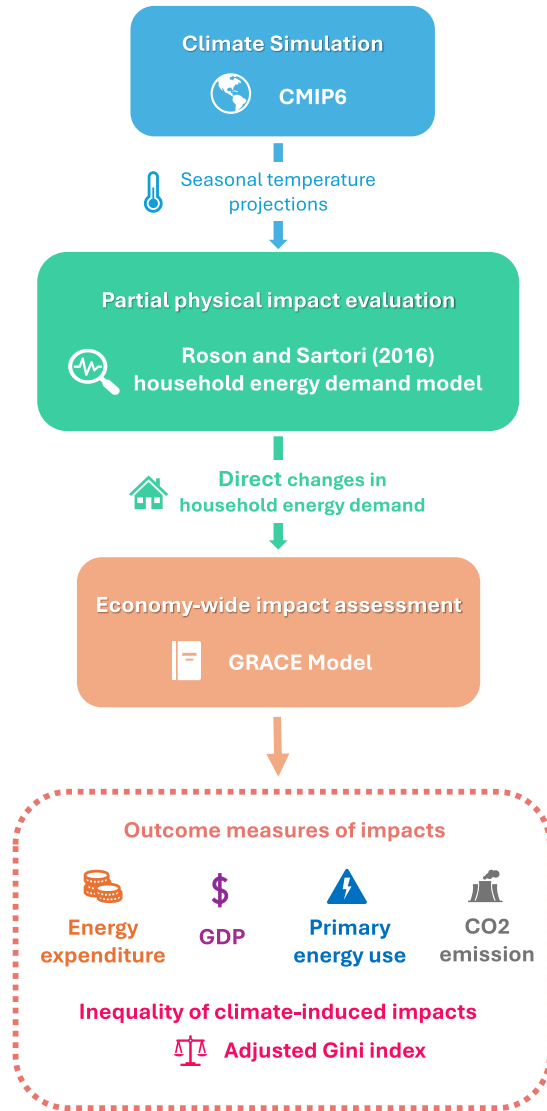 Climate Simulation
CMIP6
Seasonal temperature
projections
Partial physical impact evaluation
Roson and Sartori (2016)
household energy demand model
Direct changes in
household energy demand
Economy-wide impact assessment
GRACE Model
Outcome measures of impacts
Energy
expenditure
$
GDP
Primary
energy use
CO2
emission
Inequality of climate-induced impacts
Adjusted Gini index